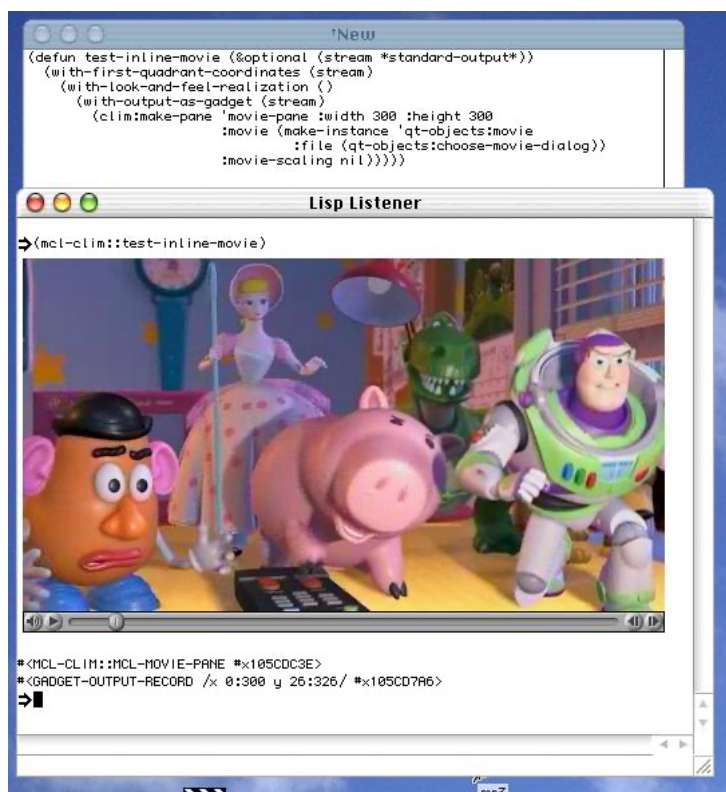 'New
(defun test-inline-movie (&optional (stream *standard-output*))
(with-first-quadrant-coordinates (stream)
(with-look-and-feel-realization ()
(with-output-as-gadget (stream)
(clim:make-pane 'movie-pane :width 300 :height 300
:movie (make-instance 'qt-objects:movie
:file (qt-objects:choose-movie-dialog))
:movie-scaling nil)))))
Lisp Listener
⇒(mcl-clim::test-inline-movie)
#<MCL-CLIM::MCL-MOVIE-PANE #x105CDC3E>
#<GADGET-OUTPUT-RECORD /x 0:300 y 26:326/ #x105CD7A6>
⇒